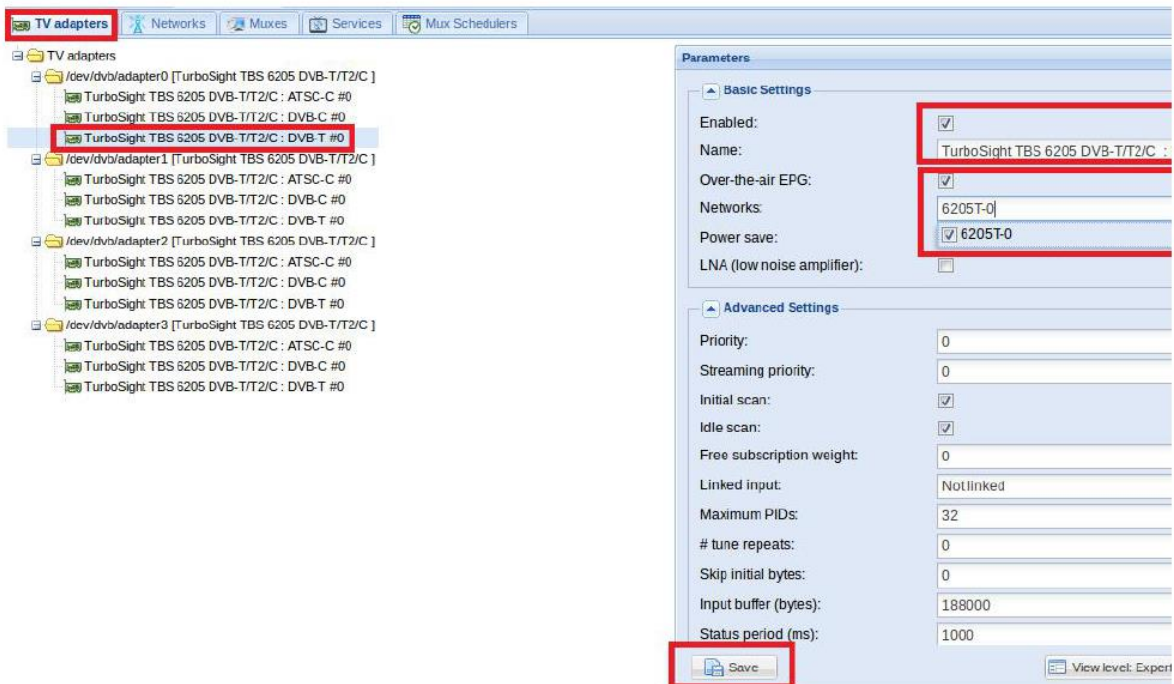 TV adapters Networks Muxes Services Mux Schedulers
TV adapters
/dev/dvb/adapter0 [TurboSight TBS 6205 DVB-T/T2/C ]
TurboSight TBS 6205 DVB-T/T2/C : ATSC-C #0
TurboSight TBS 6205 DVB-T/T2/C : DVB-C #0
TurboSight TBS 6205 DVB-T/T2/C : DVB-T #0
/dev/dvb/adapter1 [TurboSight TBS 6205 DVB-T/T2/C ]
TurboSight TBS 6205 DVB-T/T2/C : ATSC-C #0
TurboSight TBS 6205 DVB-T/T2/C : DVB-C #0
TurboSight TBS 6205 DVB-T/T2/C : DVB-T #0
/dev/dvb/adapter2 [TurboSight TBS 6205 DVB-T/T2/C ]
TurboSight TBS 6205 DVB-T/T2/C : ATSC-C #0
TurboSight TBS 6205 DVB-T/T2/C : DVB-C #0
TurboSight TBS 6205 DVB-T/T2/C : DVB-T #0
/dev/dvb/adapter3 [TurboSight TBS 6205 DVB-T/T2/C ]
TurboSight TBS 6205 DVB-T/T2/C : ATSC-C #0
TurboSight TBS 6205 DVB-T/T2/C : DVB-C #0
TurboSight TBS 6205 DVB-T/T2/C : DVB-T #0
Parameters
Basic Settings
Enabled:
Name: TurboSight TBS 6205 DVB-T/T2/C :
Over-the-air EPG:
Networks: 6205T-0
Power save: 6205T-0
LNA (low noise amplifier):
Advanced Settings
Priority: 0
Streaming priority: 0
Initial scan:
Idle scan:
Free subscription weight: 0
Linked input: Not linked
Maximum PIDs: 32
# tune repeats: 0
Skip initial bytes: 0
Input buffer (bytes): 188000
Status period (ms): 1000
Save View level: Expert